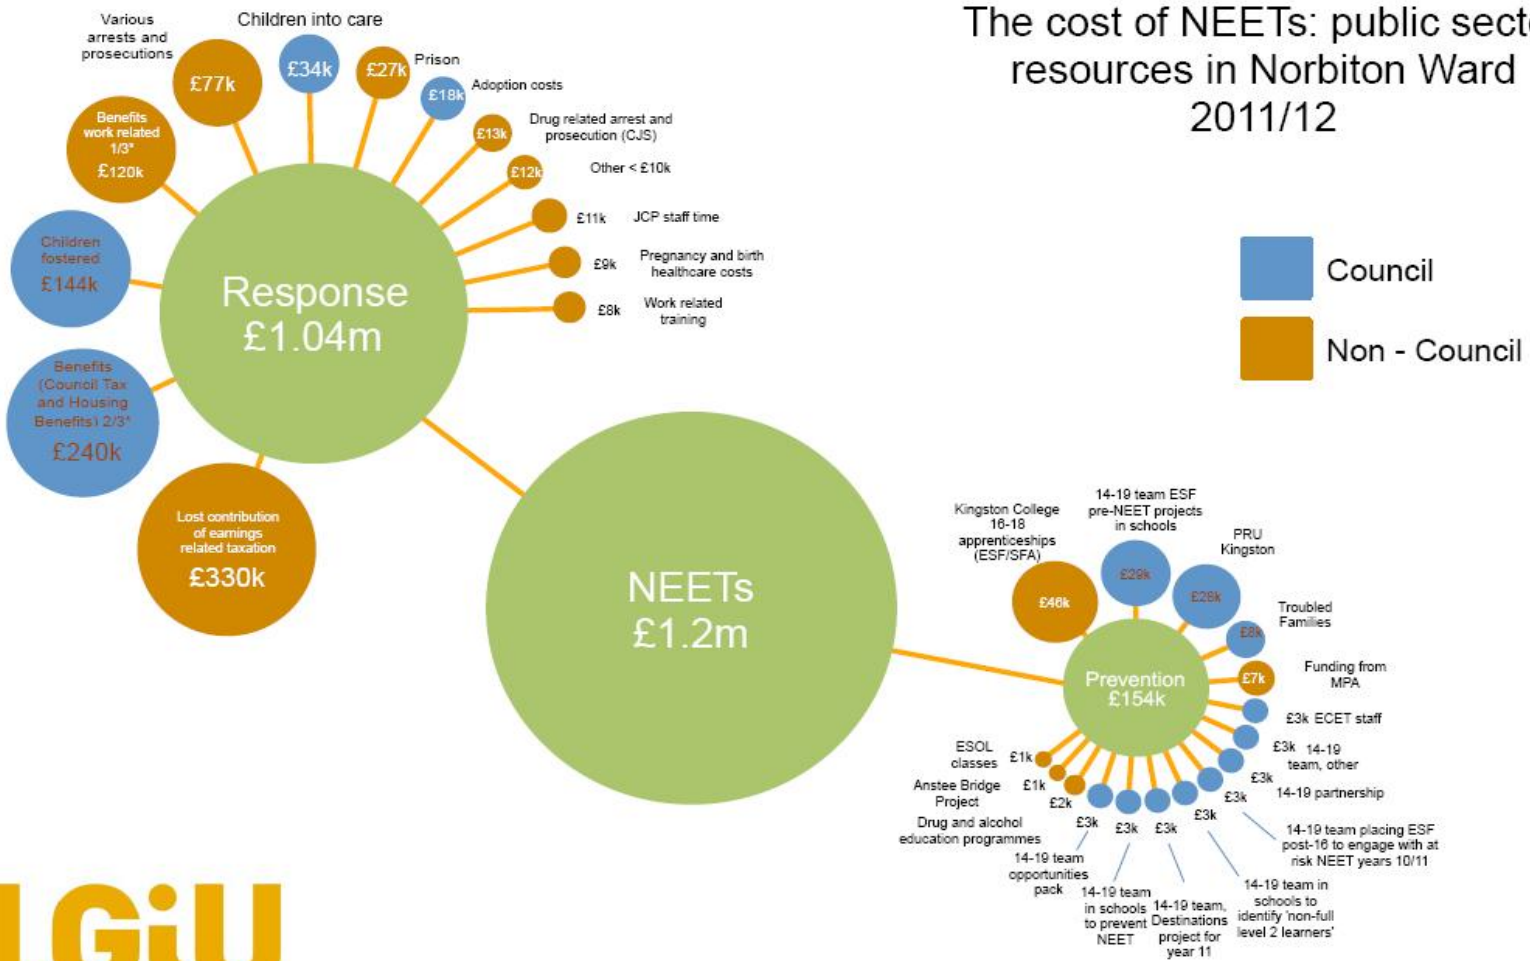 The cost of NEETs: public secto
resources in Norbiton Ward
2011/12
Council
Non - Council
Various
arrests and
prosecutions
£77k
Children into care
£34k
£27k
Prison
£18k
Adoption costs
£13k
Drug related arrest and
prosecution (CJS)
£12k
Other < £10k
£11k
JCP staff time
£9k
Pregnancy and birth
healthcare costs
£8k
Work related
training
Benefits
work related
1/3*
£120k
Children
fostered
£144k
Benefits
(Council Tax
and Housing
Benefits) 2/3*
£240k
Lost contribution
of earnings
related taxation
£330k
Response
£1.04m
NEETs
£1.2m
Prevention
£154k
Kingston College
16-18
apprenticeships
(ESF/SFA)
£46k
14-19 team ESF
pre-NEET projects
in schools
£29k
PRU
Kingston
£28k
Troubled
Families
£8k
Funding from
MPA
£7k
£3k ECET staff
£3k
14-19
team, other
£3k
14-19 partnership
£3k
14-19 team placing ESF
post-16 to engage with at
risk NEET years 10/11
£3k
14-19 team in
schools to
identify 'non-full
level 2 learners'
£3k
14-19 team,
Destinations
project for
year 11
£3k
14-19 team
in schools
to prevent
NEET
£3k
14-19 team
opportunities
pack
£2k
Drug and alcohol
education programmes
£1k
Anstee Bridge
Project
£1k
ESOL
classes
LGiU